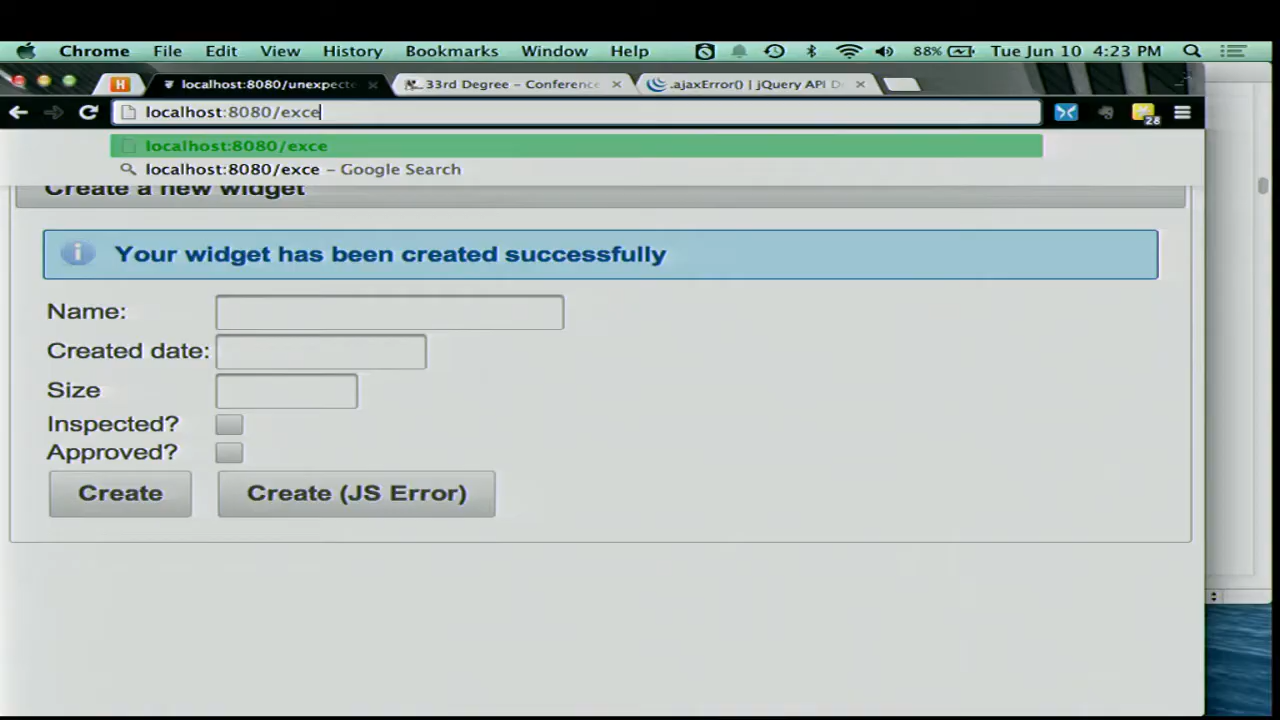 Chrome File Edit View History Bookmarks Window Help 88% Tue Jun 10 4:23 PM
H localhost:8080/unexpecte 33rd Degree – Conference .ajaxError() | jQuery API D
localhost:8080/exce 28
localhost:8080/exce
localhost:8080/exce – Google Search
Create a new widget
i Your widget has been created successfully
Name:
Created date:
Size
Inspected?
Approved?
Create Create (JS Error)